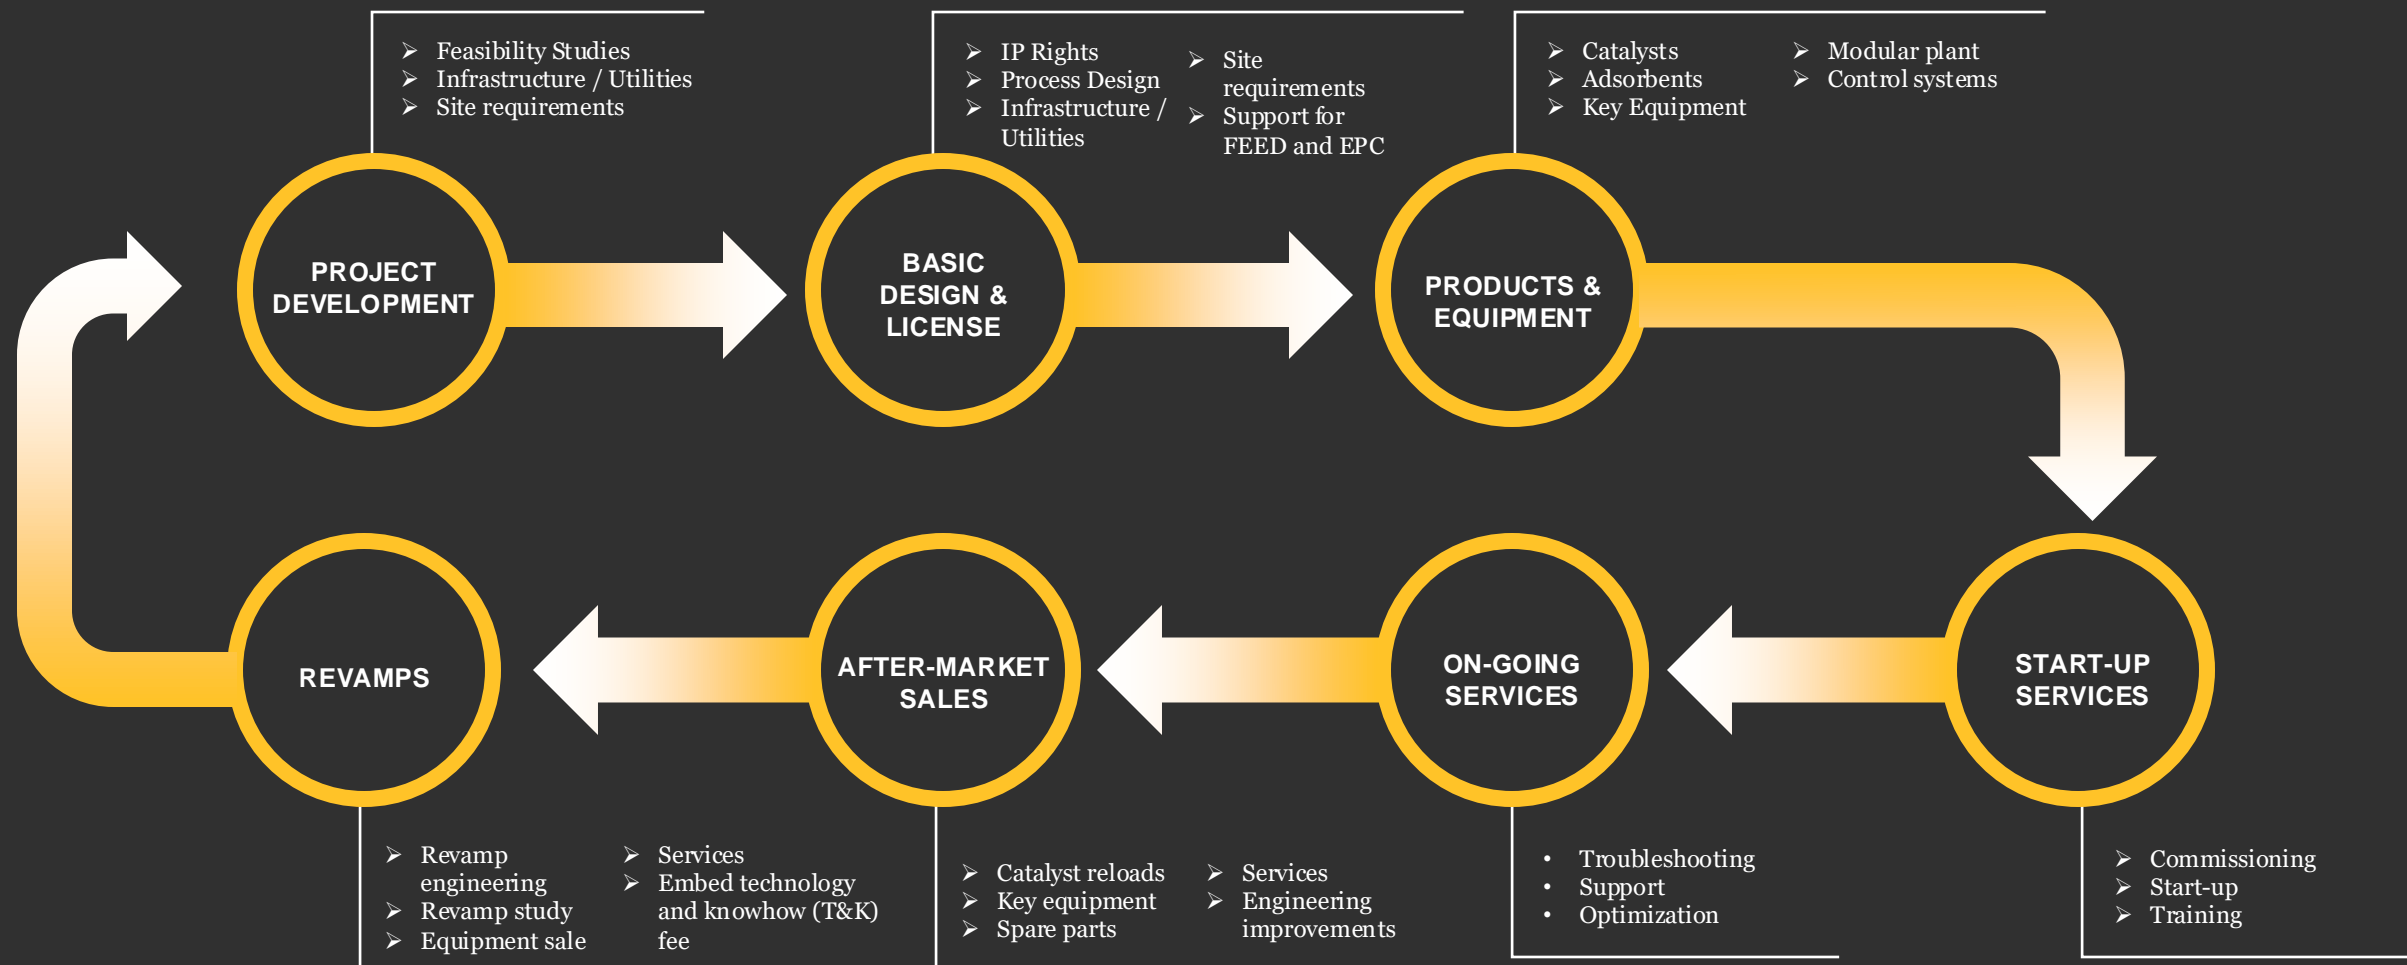 ➢ Feasibility Studies
➢ Infrastructure / Utilities
➢ Site requirements
➢ IP Rights
➢ Process Design
➢ Infrastructure /
Utilities
➢ Site
requirements
➢ Support for
FEED and EPC
➢ Catalysts
➢ Adsorbents
➢ Key Equipment
➢ Modular plant
➢ Control systems
PROJECT
DEVELOPMENT
BASIC
DESIGN &
LICENSE
PRODUCTS &
EQUIPMENT
REVAMPS
AFTER-MARKET
SALES
ON-GOING
SERVICES
START-UP
SERVICES
➢ Revamp
engineering
➢ Revamp study
➢ Equipment sale
➢ Services
➢ Embed technology
and knowhow (T&K)
fee
➢ Catalyst reloads
➢ Key equipment
➢ Spare parts
➢ Services
➢ Engineering
improvements
• Troubleshooting
• Support
• Optimization
➢ Commissioning
➢ Start-up
➢ Training